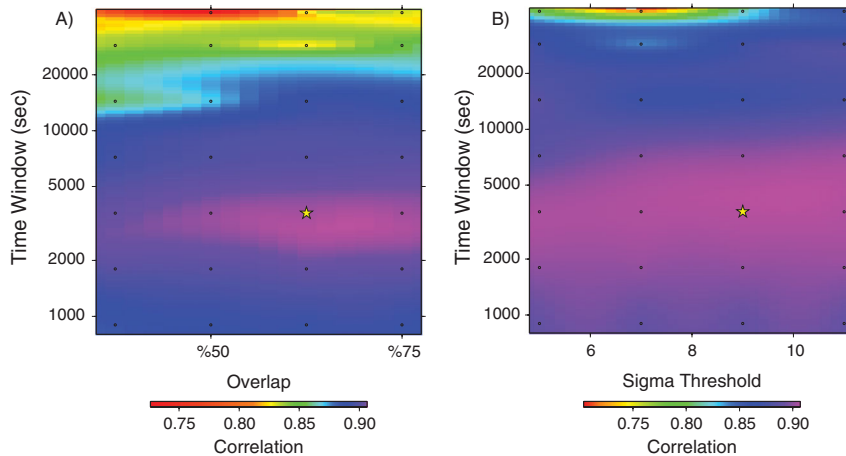 A)
20000
10000
5000
2000
1000
Time Window (sec)
%50
%75
Overlap
0.75
0.80
0.85
0.90
Correlation
B)
20000
10000
5000
2000
1000
Time Window (sec)
6
8
10
Sigma Threshold
0.75
0.80
0.85
0.90
Correlation